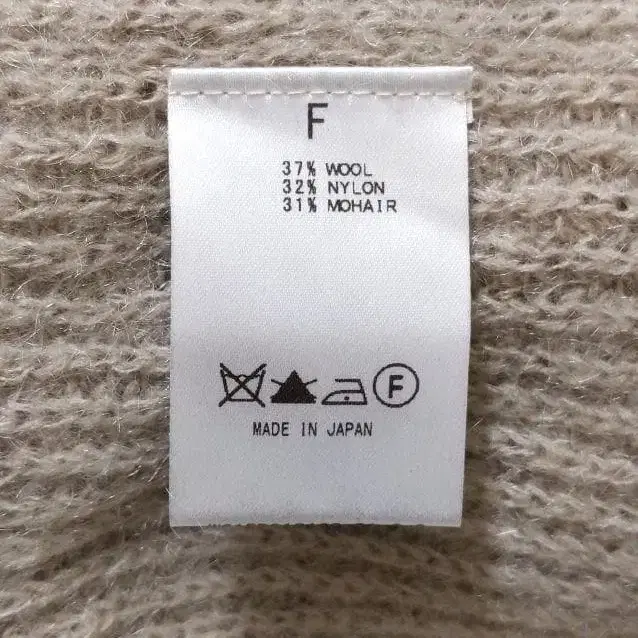 F
37% WOOL
32% NYLON
31% MOHAIR
F
MADE IN JAPAN